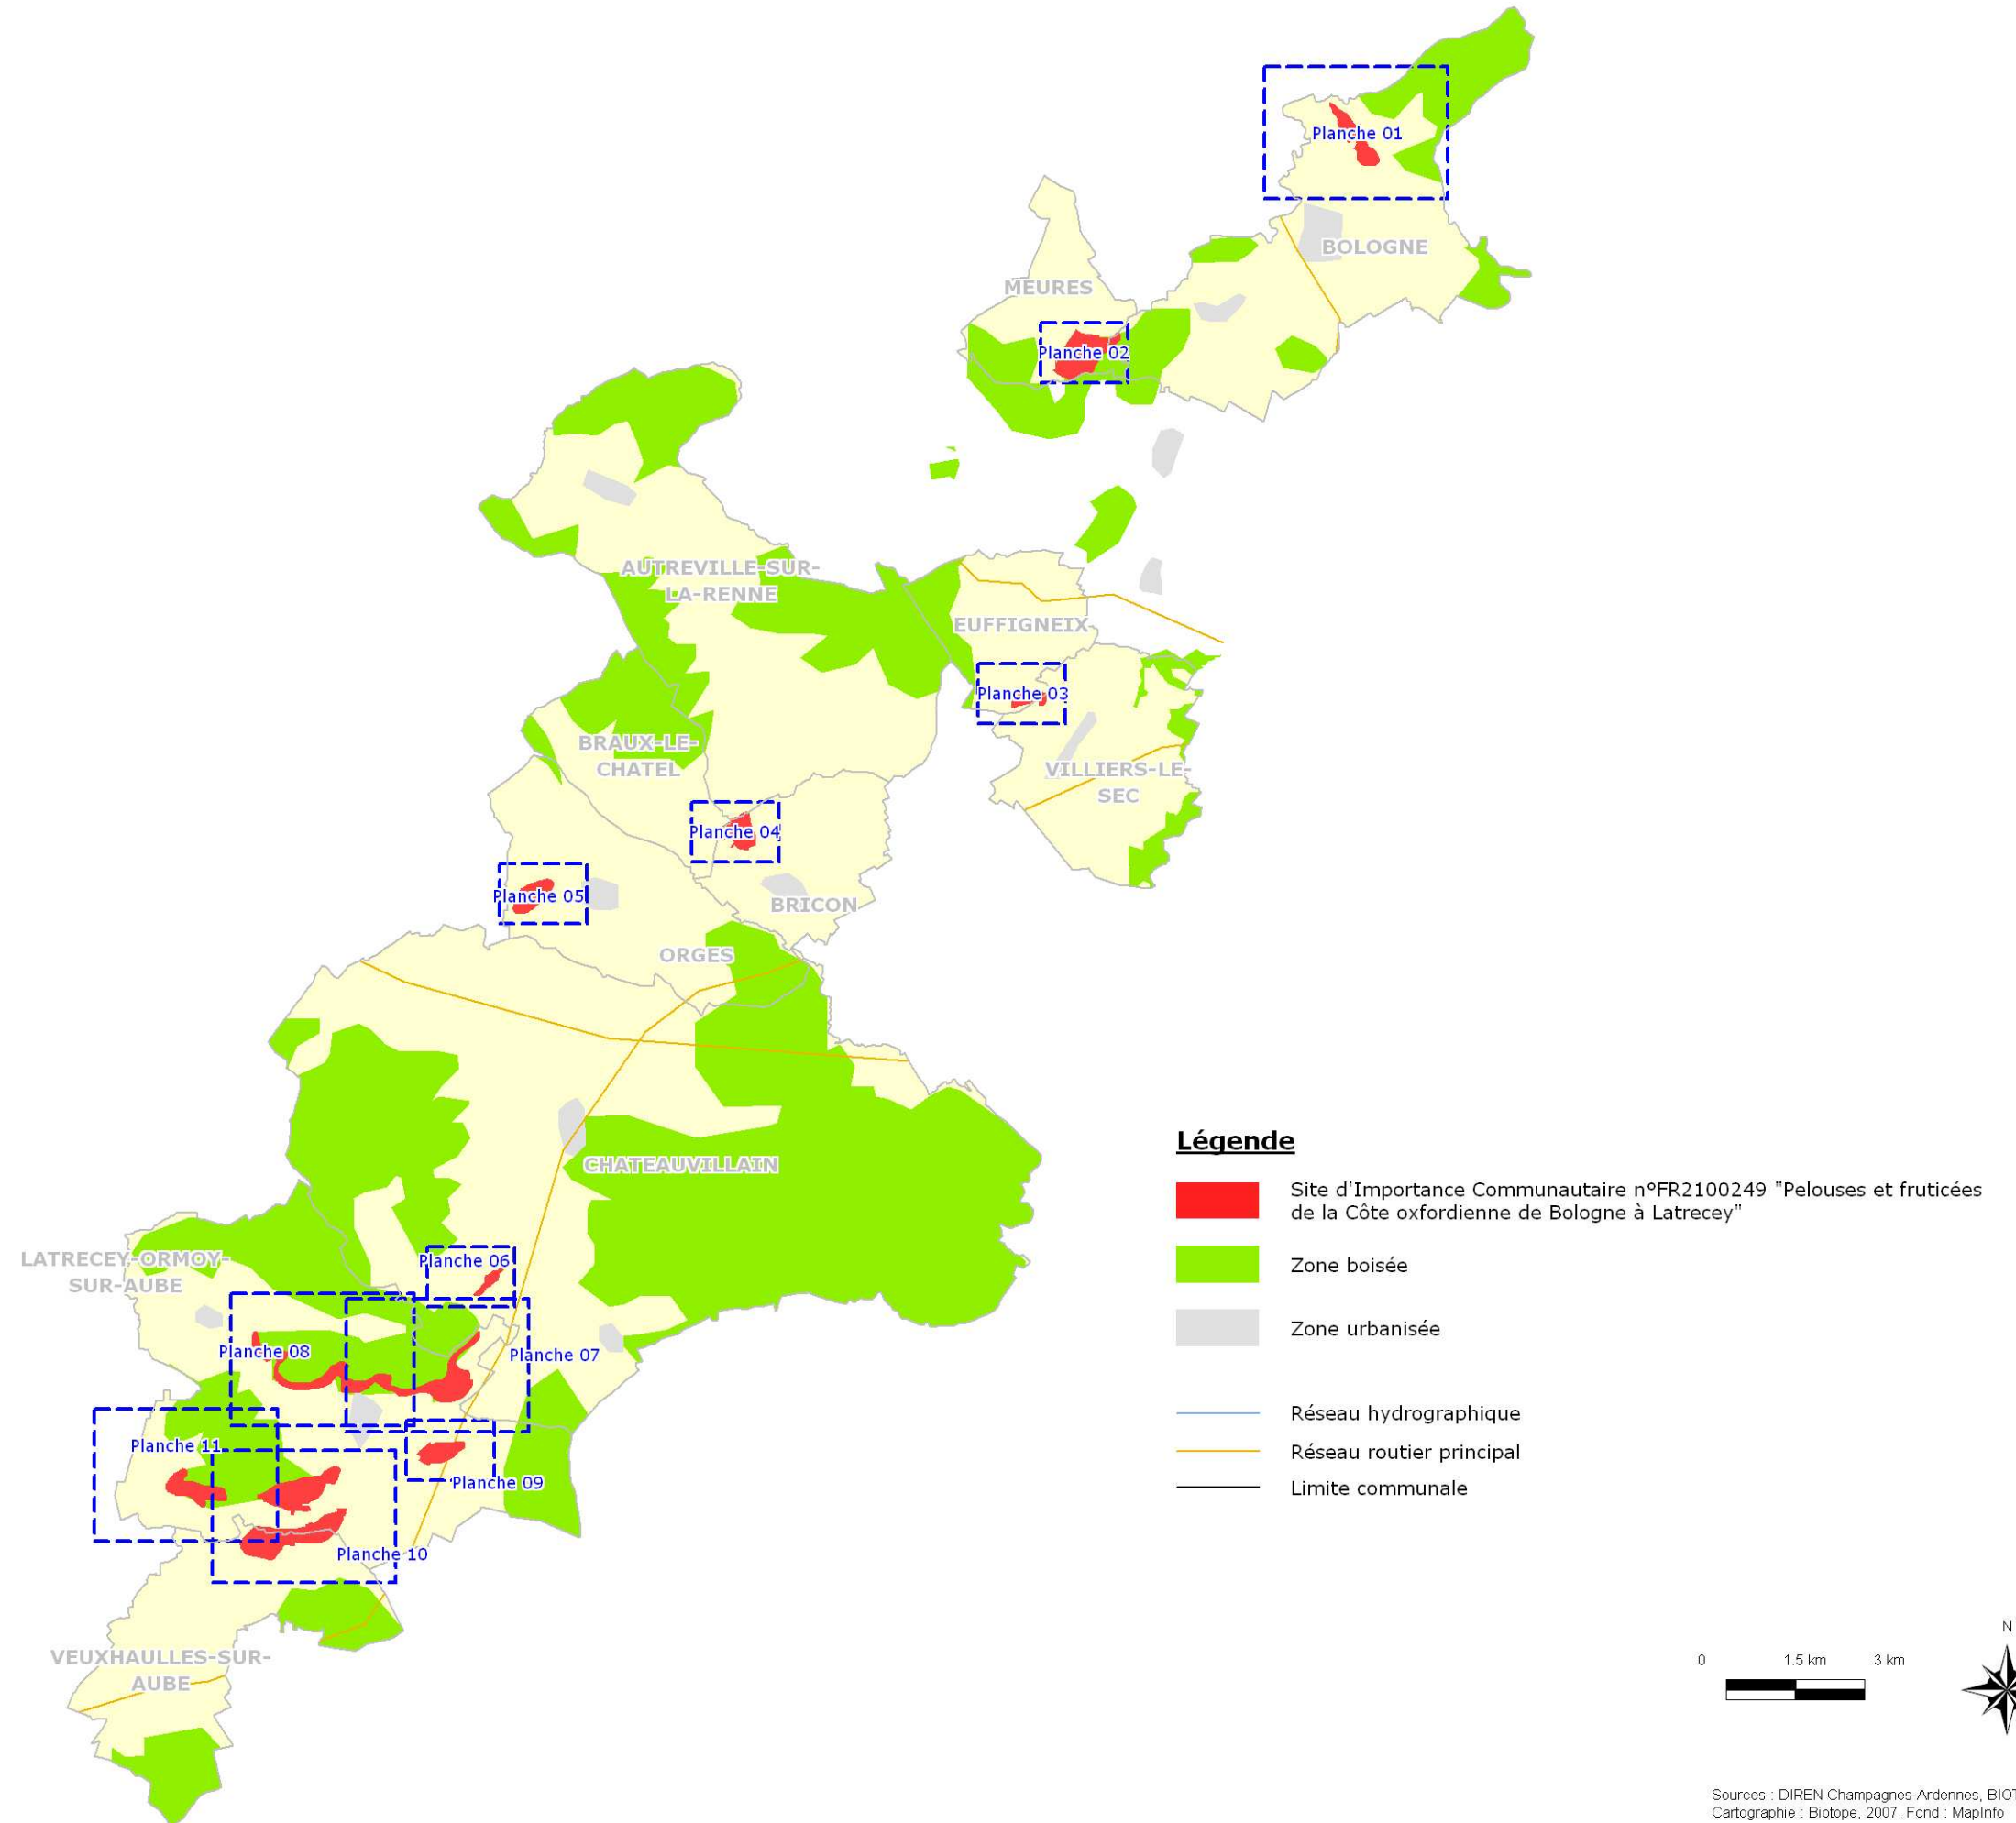 Planche 01
BOLOGNE
MEURES
Planche 02
AUTREVILLE-SUR-
LA-RENNE
EUFFIGNEIX
Planche 03
BRAUX-LE-
CHATEL
VILLIERS-LE-
SEC
Planche 04
Planche 05
BRICON
ORGES
CHATEAUVILLAIN
LATRECEY-ORMOY-
SUR-AUBE
Planche 06
Planche 08
Planche 07
Planche 11
Planche 09
Planche 10
VEUXHAULLES-SUR-
AUBE
Légende
Site d'Importance Communautaire n°FR2100249 "Pelouses et fruticées
de la Côte oxfordienne de Bologne à Latrecey"
Zone boisée
Zone urbanisée
Réseau hydrographique
Réseau routier principal
Limite communale
N
0 1.5 km 3 km
Sources : DIREN Champagnes-Ardennes,
Cartographie : Biotope, 2007. Fond : MapInfo